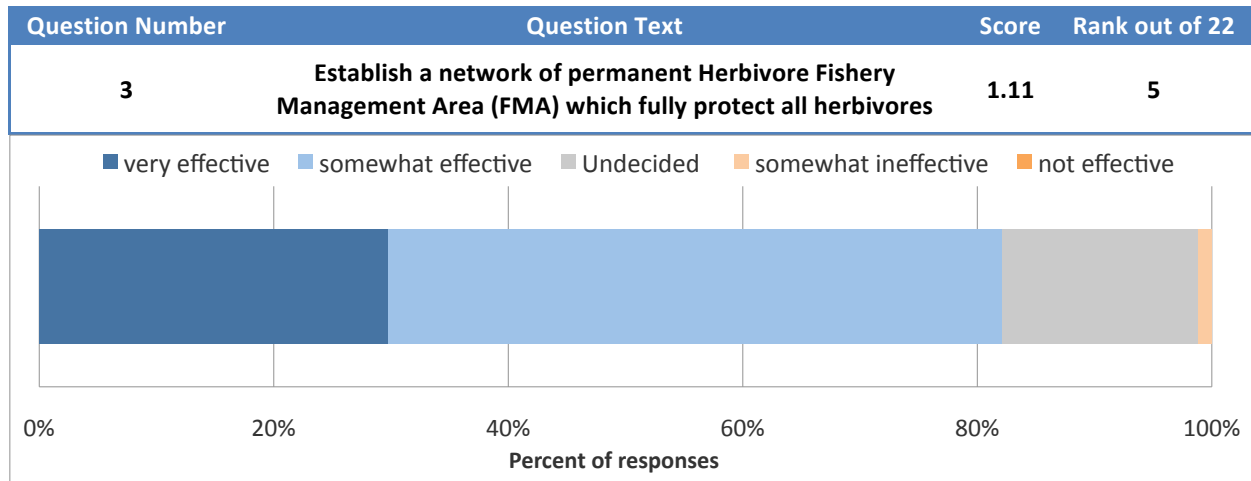 Question Number Question Text Score Rank out of 22
3 Establish a network of permanent Herbivore Fishery Management Area (FMA) which fully protect all herbivores 1.11 5
very effective somewhat effective Undecided somewhat ineffective not effective
0% 20% 40% 60% 80% 100%
Percent of responses